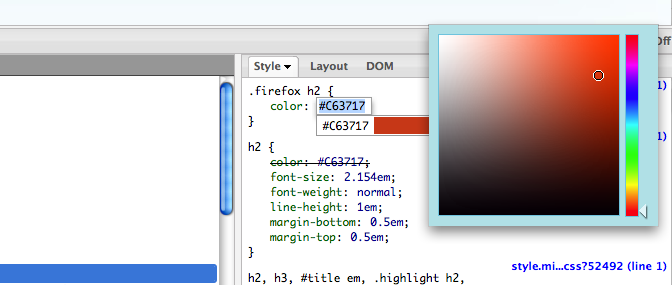 Off
Style Layout DOM
.firefox h2 {
1)
color: #C63717
#C63717
}
1)
h2 {
color: #C63717;
font-size: 2.154em;
font-weight: normal;
line-height: 1em;
margin-bottom: 0.5em;
margin-top: 0.5em;
}
style.mi...css?52492 (line 1)
h2, h3, #title em, .highlight h2,